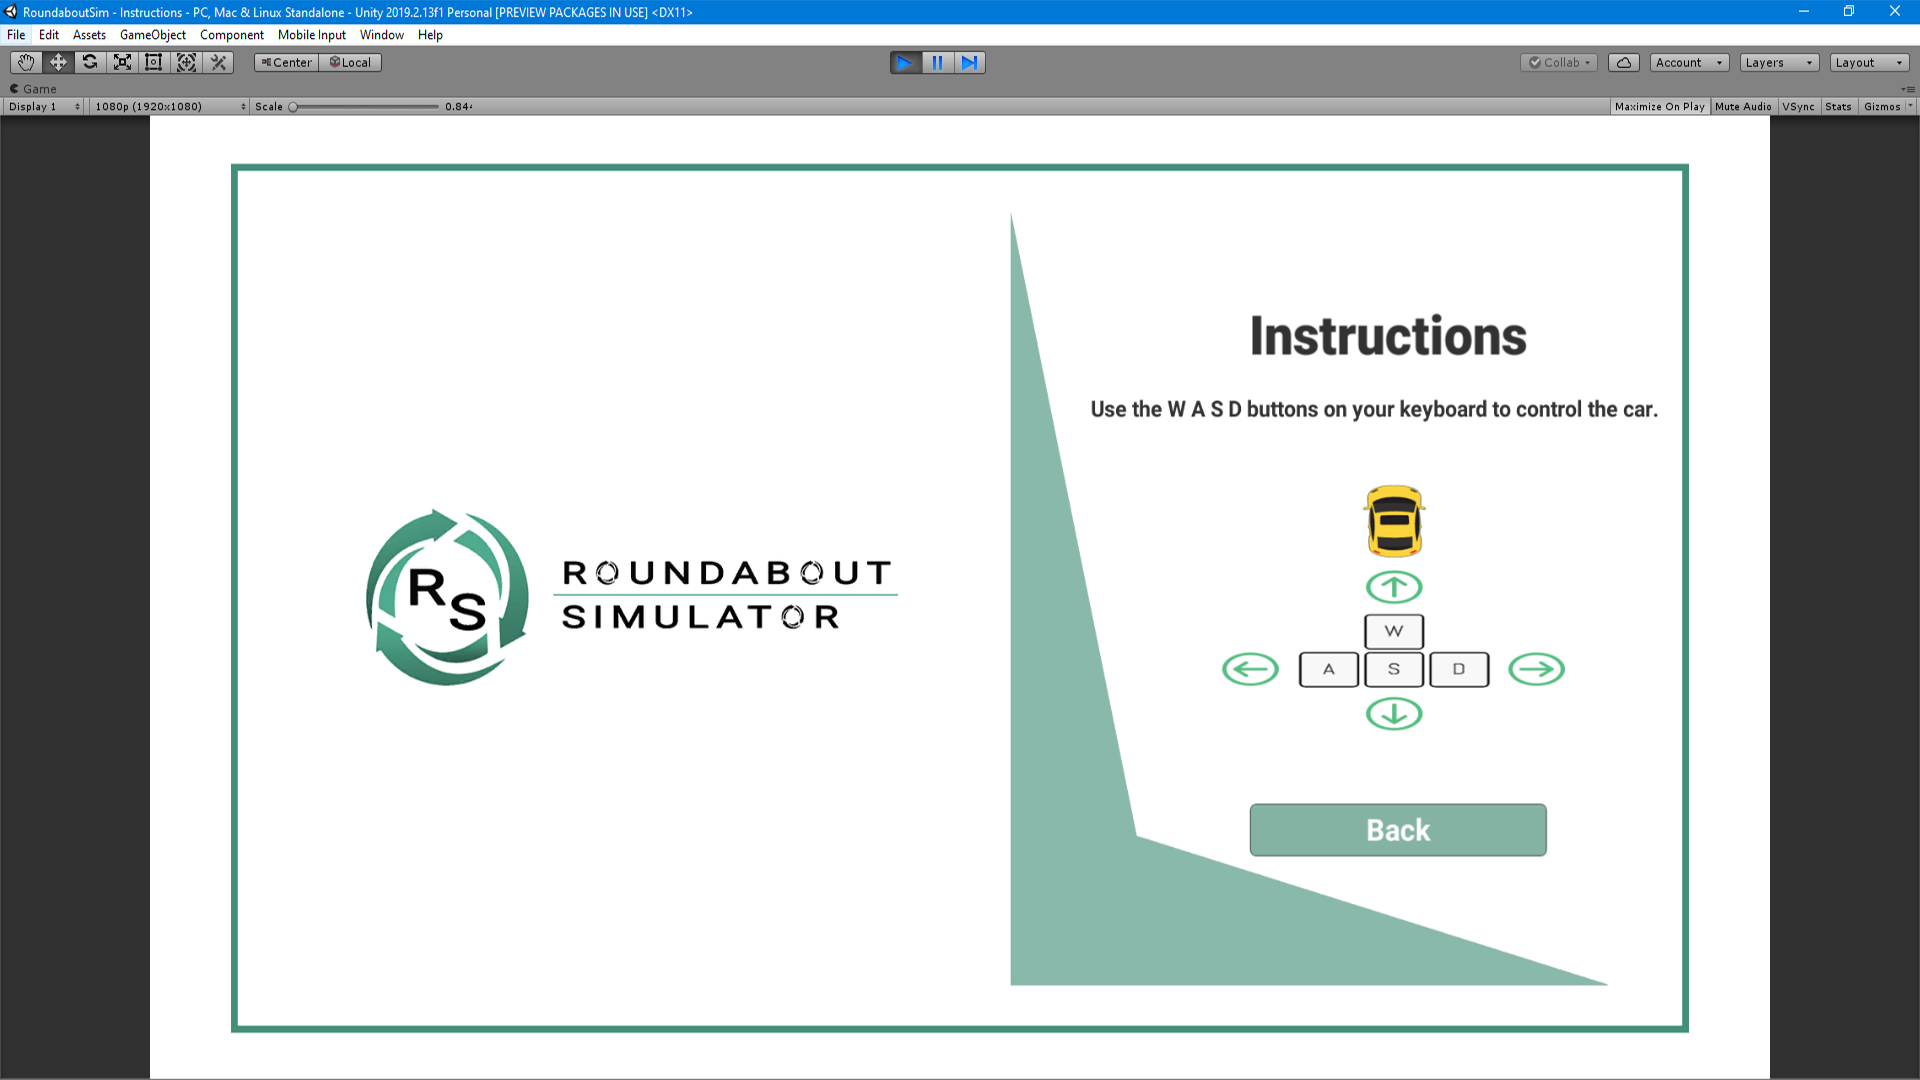 RoundaboutSim - Instructions - PC, Mac & Linux Standalone - Unity 2019.2.13f1 Personal [PREVIEW PACKAGES IN USE] <DX11>
File Edit Assets GameObject Component Mobile Input Window Help
Center Local Collab Account Layers Layout
Game
Display 1 1080p (1920x1080) Scale 0.84 Maximize On Play Mute Audio VSync Stats Gizmos
Instructions
Use the W A S D buttons on your keyboard to control the car.
RS
ROUNDABOUT
SIMULATOR
W
A S D
Back